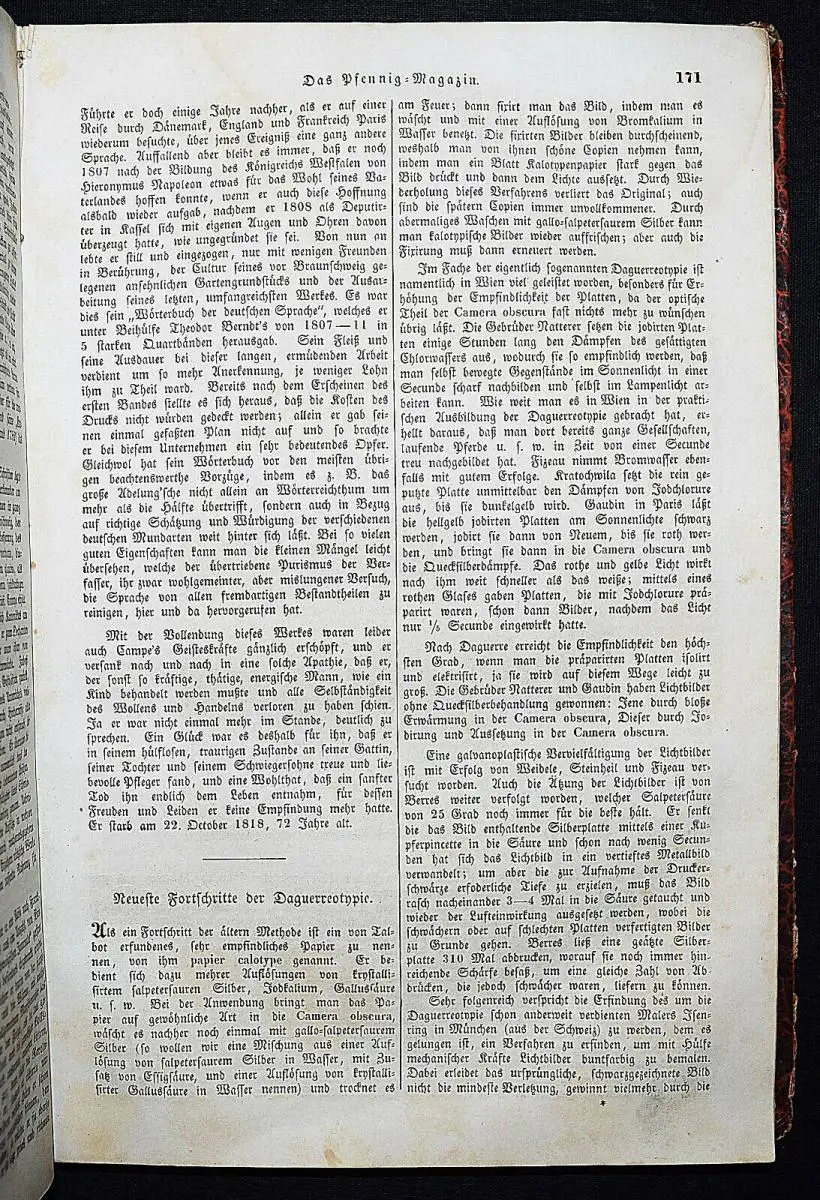 Das Pfennig-Magazin.
171
Führte er doch einige Jahre nachher, als er auf einer
Reise durch Dänemark, England und Frankreich Paris
wiederum besuchte, über jenes Ereigniß eine ganz andere
Sprache. Auffallend aber bleibt es immer, daß er noch
1807 nach der Bildung des Königreichs Westfalen von
Hieronymus Napoleon etwas für das Wohl seines Va-
terlandes hoffen konnte, wenn er auch diese Hoffnung
alsbald wieder aufgab, nachdem er 1808 als Deputir-
ter in Kassel sich mit eigenen Augen und Ohren davon
überzeugt hatte, wie ungegründet sie sei. Von nun an
lebte er still und eingezogen, nur mit wenigen Freunden
in Berührung, der Cultur seines vor Braunschweig ge-
legenen ansehnlichen Gartengrundstücks und der Ausar-
beitung seines letzten, umfangreichsten Werkes. Es war
dies sein „Wörterbuch der deutschen Sprache", welches er
unter Beihülfe Theodor Bernd's von 1807—11 in
5 starken Quartbänden herausgab. Sein Fleiß und
seine Ausdauer bei dieser langen, ermüdenden Arbeit
verdient um so mehr Anerkennung, je weniger Lohn
ihm zu Theil ward. Bereits nach dem Erscheinen des
ersten Bandes stellte es sich heraus, daß die Kosten des
Drucks nicht würden gedeckt werden; allein er gab sei-
nen einmal gefaßten Plan nicht auf und so brachte
er bei diesem Unternehmen ein sehr bedeutendes Opfer.
Gleichwol hat sein Wörterbuch vor den meisten übri-
gen beachtenswerthe Vorzüge, indem es z. B. das
große Adelung'sche nicht allein an Wörterreichthum um
mehr als die Hälfte übertrifft, sondern auch in Bezug
auf richtige Schätzung und Würdigung der verschiedenen
deutschen Mundarten weit hinter sich läßt. Bei so vielen
guten Eigenschaften kann man die kleinen Mängel leicht
übersehen, welche der übertriebene Purismus der Ver-
fasser, ihr zwar wohlgemeinter, aber mislungener Versuch,
die Sprache von allen fremdartigen Bestandtheilen zu
reinigen, hier und da hervorgerufen hat.
Mit der Vollendung dieses Werkes waren leider
auch Campe's Geisteskräfte gänzlich erschöpft, und er
versank nach und nach in eine solche Apathie, daß er,
der sonst so kräftige, thätige, energische Mann, wie ein
Kind behandelt werden mußte und alle Selbständigkeit
des Wollens und Handelns verloren zu haben schien.
Ja er war nicht einmal mehr im Stande, deutlich zu
sprechen. Ein Glück war es deshalb für ihn, daß er
in seinem hülflosen, traurigen Zustande an seiner Gattin,
seiner Tochter und seinem Schwiegersohne treue und lie-
bevolle Pfleger fand, und eine Wohlthat, daß ein sanfter
Tod ihn endlich dem Leben entnahm, für dessen
Freuden und Leiden er keine Empfindung mehr hatte.
Er starb am 22. October 1818, 72 Jahre alt.
Neueste Fortschritte der Daguerreotypie.
Als ein Fortschritt der ältern Methode ist ein von Tal-
bot erfundenes, sehr empfindliches Papier zu nen-
nen, von ihm papier calotype genannt. Er be-
dient sich dazu mehrer Auflösungen von krystalli-
sirtem salpetersauren Silber, Jodkalium, Gallussäure
u. s. w. Bei der Anwendung bringt man das Pa-
pier auf gewöhnliche Art in die Camera obscura,
wäscht es nachher noch einmal mit gallo-salpetersaurem
Silber (so wollen wir eine Mischung aus einer Auf-
lösung von salpetersaurem Silber in Wasser, mit Zu-
satz von Essigsäure, und einer Auflösung von krystalli-
sirter Gallussäure in Wasser nennen) und trocknet es
am Feuer; dann fixirt man das Bild, indem man es
wäscht und mit einer Auflösung von Bromkalium in
Wasser benetzt. Die fixirten Bilder bleiben durchscheinend,
weshalb man von ihnen schöne Copien nehmen kann,
indem man ein Blatt Kalotypenpapier stark gegen das
Bild drückt und dann dem Lichte aussetzt. Durch Wie-
derholung dieses Verfahrens verliert das Original; auch
sind die spätern Copien immer unvollkommener. Durch
abermaliges Waschen mit gallo-salpetersaurem Silber kann
man kalotypische Bilder wieder auffrischen; aber auch die
Fixirung muß dann erneuert werden.
Im Fache der eigentlich sogenannten Daguerreotypie ist
namentlich in Wien viel geleistet worden, besonders für Er-
höhung der Empfindlichkeit der Platten, da der optische
Theil der Camera obscura fast nichts mehr zu wünschen
übrig läßt. Die Gebrüder Natterer setzen die jodirten Plat-
ten einige Stunden lang den Dämpfen des gesättigten
Chlorwassers aus, wodurch sie so empfindlich werden, daß
man selbst bewegte Gegenstände im Sonnenlicht in einer
Secunde scharf nachbilden und selbst im Lampenlicht ar-
beiten kann. Wie weit man es in Wien in der prakti-
schen Ausbildung der Daguerreotypie gebracht hat, er-
hellt daraus, daß man dort bereits ganze Gesellschaften,
laufende Pferde u. s. w. in Zeit von einer Secunde
treu nachgebildet hat. Fizeau nimmt Bromwasser eben-
falls mit gutem Erfolge. Kratochwila setzt die rein ge-
putzte Platte unmittelbar den Dämpfen von Jodchlorure
aus, bis sie dunkelgelb wird. Gaudin in Paris läßt
die hellgelb jodirten Platten am Sonnenlichte schwarz
werden, jodirt sie dann von Neuem, bis sie roth wer-
den, und bringt sie dann in die Camera obscura und
die Quecksilberdämpfe. Das rothe und gelbe Licht wirkt
nach ihm weit schneller als das weiße; mittels eines
rothen Glases gaben Platten, die mit Jodchlorure prä-
parirt waren, schon dann Bilder, nachdem das Licht
nur 1/5 Secunde eingewirkt hatte.
Nach Daguerre erreicht die Empfindlichkeit den höch-
sten Grad, wenn man die präparirten Platten isolirt
und elektrisirt, ja sie wird auf diesem Wege leicht zu
groß. Die Gebrüder Natterer und Gaudin haben Lichtbilder
ohne Quecksilberbehandlung gewonnen: Jene durch bloße
Erwärmung in der Camera obscura, Dieser durch Jo-
dirung und Aussetzung in der Camera obscura.
Eine galvanoplastische Vervielfältigung der Lichtbilder
ist mit Erfolg von Weidele, Steinheil und Fizeau ver-
sucht worden. Auch die Ätzung der Lichtbilder ist von
Berres weiter verfolgt worden, welcher Salpetersäure
von 25 Grad noch immer für die beste hält. Er senkt
die das Bild enthaltende Silberplatte mittels einer Ku-
pferpincette in die Säure und schon nach wenig Secun-
den hat sich das Lichtbild in ein vertieftes Metallbild
verwandelt; um aber die zur Aufnahme der Drucker-
schwärze erfoderliche Tiefe zu erzielen, muß das Bild
rasch nacheinander 3—4 Mal in die Säure getaucht und
wieder der Lufteinwirkung ausgesetzt werden, wobei die
schwächern oder auf schlechten Platten verfertigten Bilder
zu Grunde gehen. Berres ließ eine geätzte Silber-
platte 310 Mal abdrucken, worauf sie noch immer hin-
reichende Schärfe besaß, um eine gleiche Zahl von Ab-
drücken, die jedoch schwächer waren, liefern zu können.
Sehr folgenreich verspricht die Erfindung des um die
Daguerreotypie schon anderweit verdienten Malers Isen-
ring in München (aus der Schweiz) zu werden, dem es
gelungen ist, ein Verfahren zu erfinden, um mit Hülfe
mechanischer Kräfte Lichtbilder buntfarbig zu bemalen.
Dabei erleidet das ursprüngliche, schwarzgezeichnete Bild
nicht die mindeste Verletzung, gewinnt vielmehr durch die
*